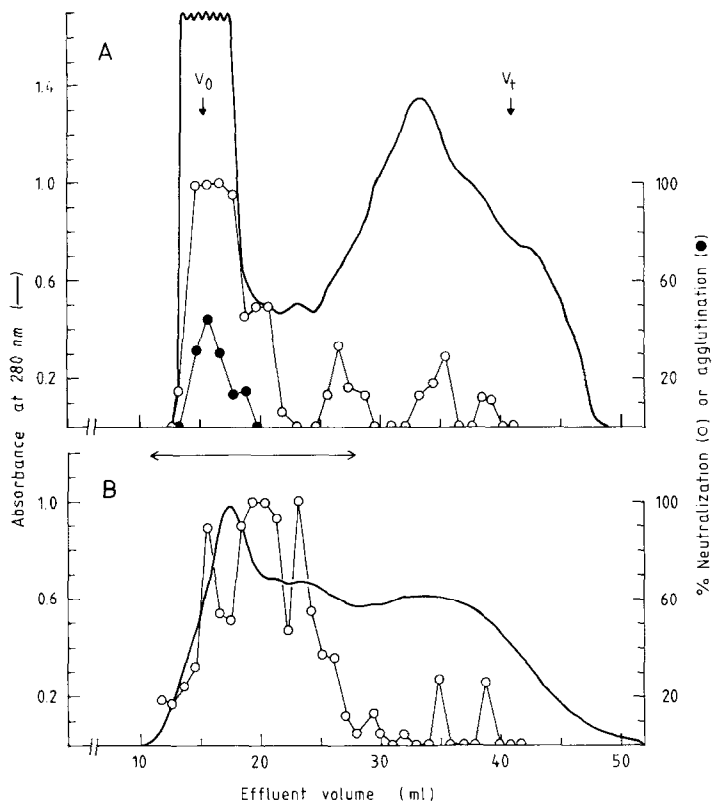 A
V₀
Vₜ
1.4
1.0
0.6
0.2
100
60
20
B
1.0
0.6
0.2
100
60
20
10
20
30
40
50
Effluent volume (ml)
Absorbance at 280 nm (—)
% Neutralization (O) or agglutination (●)